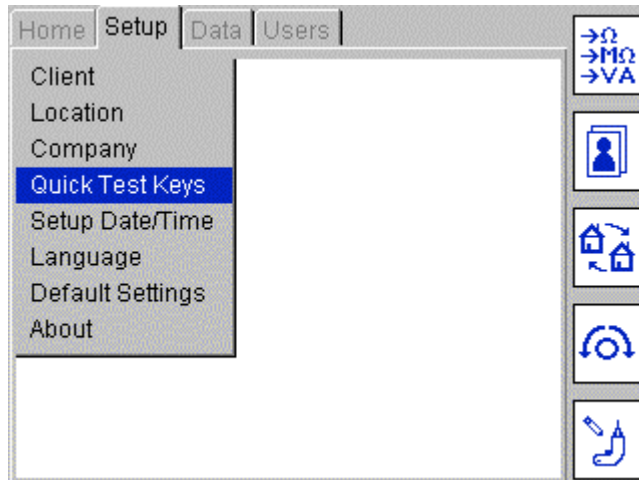 Home Setup Data Users
Client
Location
Company
Quick Test Keys
Setup Date/Time
Language
Default Settings
About
→Ω
→MΩ
→VA